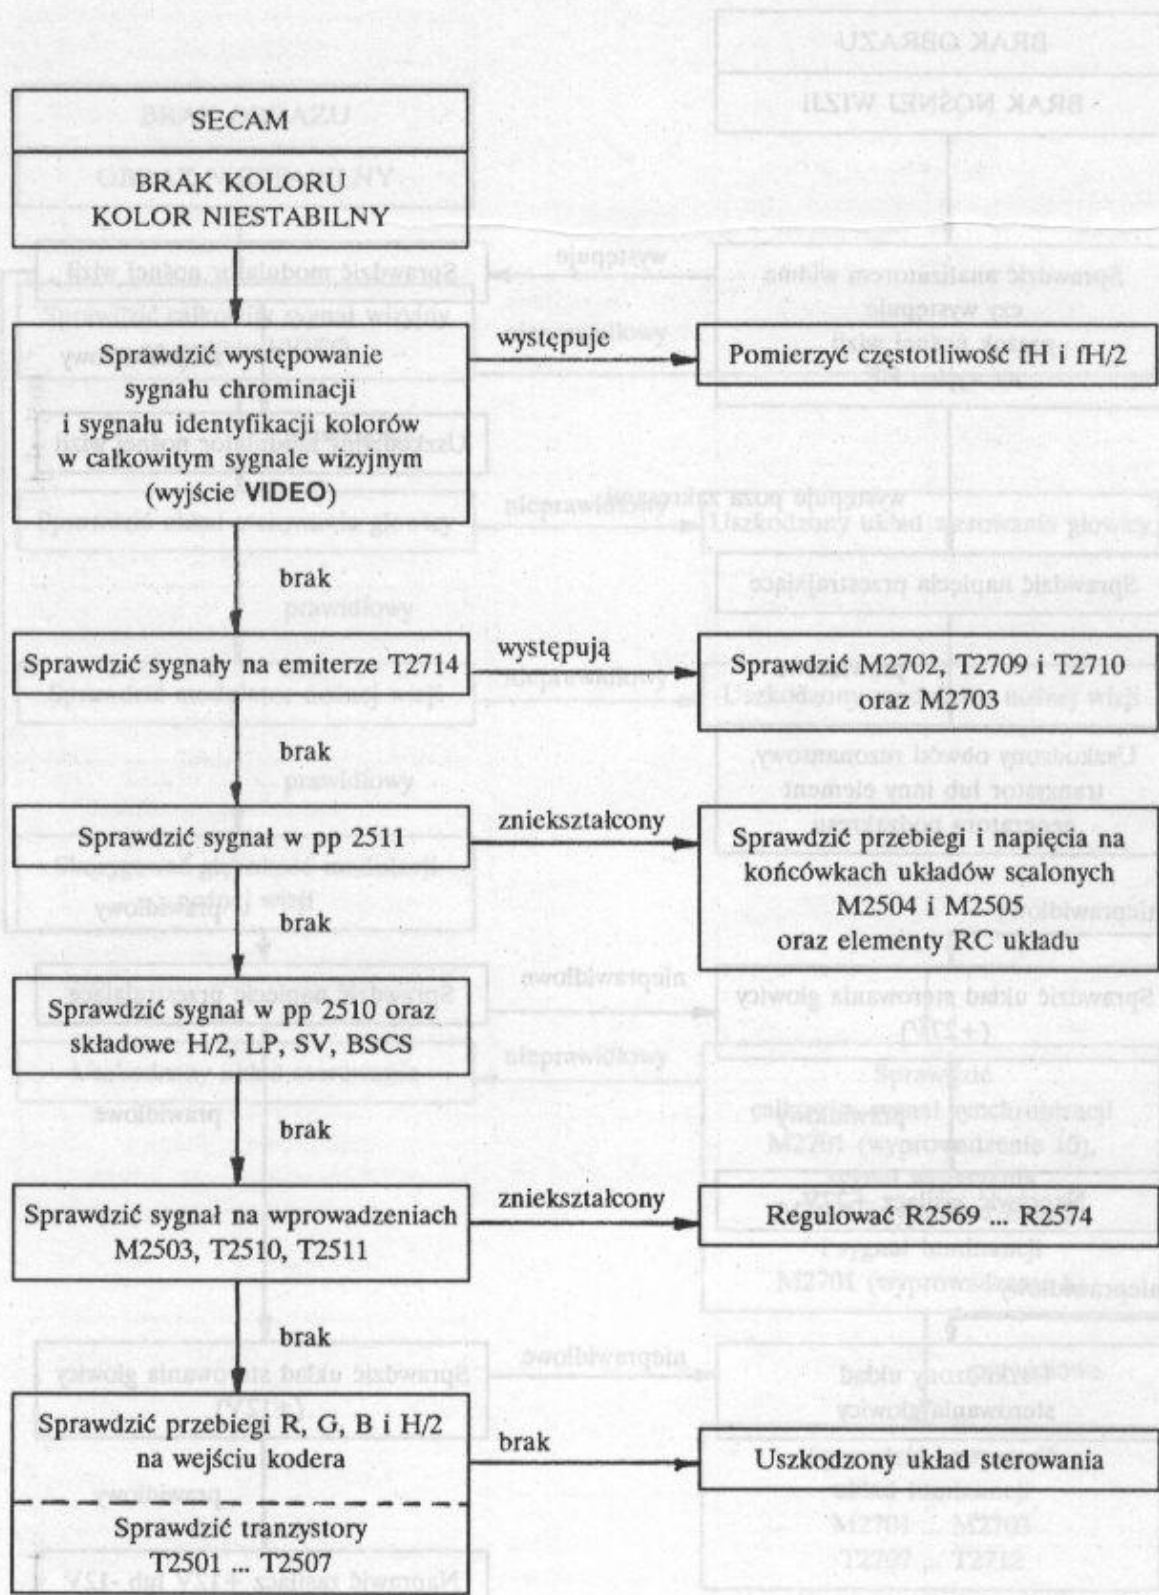 SECAM
BRAK KOLORU
KOLOR NIESTABILNY
Sprawdzić występowanie
sygnału chrominacji
i sygnału identyfikacji kolorów
w całkowitym sygnale wizyjnym
(wyjście VIDEO)
występuje
Pomierzyć częstotliwość fH i fH/2
brak
Sprawdzić sygnały na emiterze T2714
występują
Sprawdzić M2702, T2709 i T2710
oraz M2703
brak
Sprawdzić sygnał w pp 2511
zniekształcony
Sprawdzić przebiegi i napięcia na
końcówkach układów scalonych
M2504 i M2505
oraz elementy RC układu
brak
Sprawdzić sygnał w pp 2510 oraz
składowe H/2, LP, SV, BSCS
brak
Sprawdzić sygnał na wprowadzeniach
M2503, T2510, T2511
zniekształcony
Regulować R2569 ... R2574
brak
Sprawdzić przebiegi R, G, B i H/2
na wejściu kodera
brak
Uszkodzony układ sterowania
Sprawdzić tranzystory
T2501 ... T2507